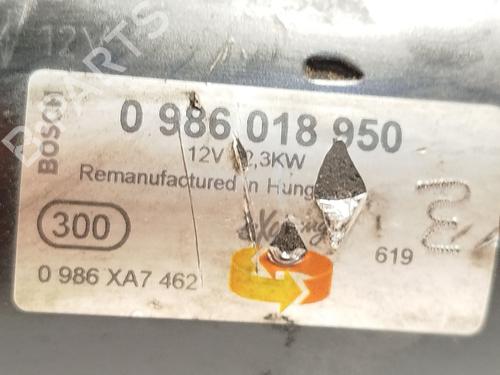 12V
BOSCH
0 986 018 950
12V 2,3KW
Remanufactured in Hung
300
619
0 986 XA7 462